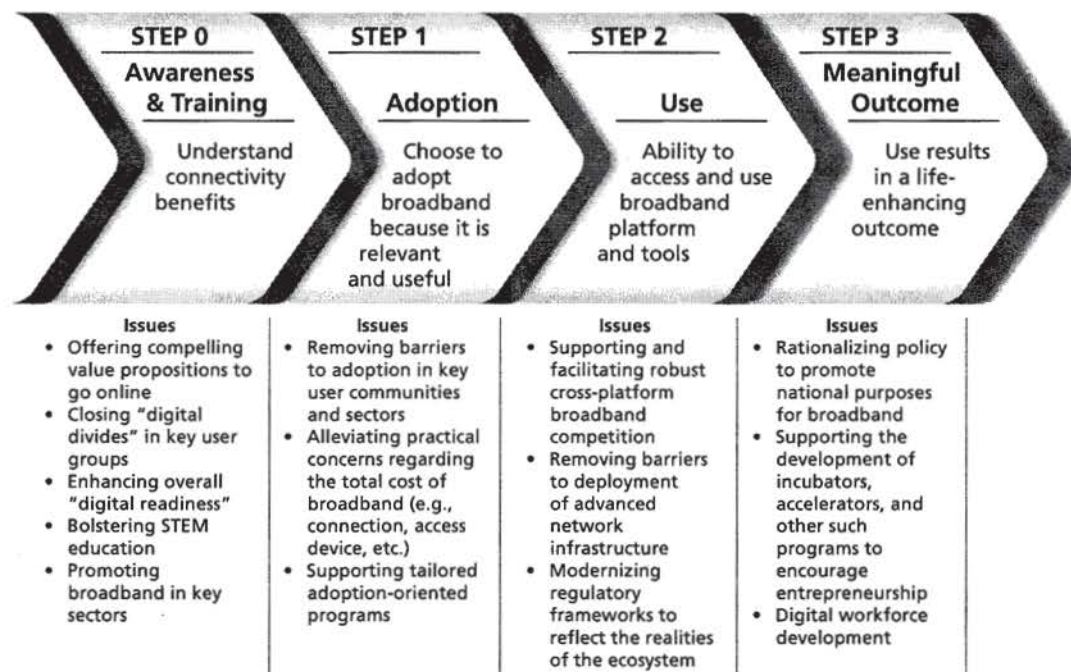 STEP 0
Awareness
& Training
Understand
connectivity
benefits
STEP 1
Adoption
Choose to
adopt
broadband
because it is
relevant
and useful
STEP 2
Use
Ability to
access and use
broadband
platform
and tools
STEP 3
Meaningful
Outcome
Use results
in a life-
enhancing
outcome
Issues
• Offering compelling
value propositions to
go online
• Closing “digital
divides” in key user
groups
• Enhancing overall
“digital readiness”
• Bolstering STEM
education
• Promoting
broadband in key
sectors
Issues
• Removing barriers
to adoption in key
user communities
and sectors
• Alleviating practical
concerns regarding
the total cost of
broadband (e.g.,
connection, access
device, etc.)
• Supporting tailored
adoption-oriented
programs
Issues
• Supporting and
facilitating robust
cross-platform
broadband
competition
• Removing barriers
to deployment
of advanced
network
infrastructure
• Modernizing
regulatory
frameworks to
reflect the realities
of the ecosystem
Issues
• Rationalizing policy
to promote
national purposes
for broadband
• Supporting the
development of
incubators,
accelerators, and
other such
programs to
encourage
entrepreneurship
• Digital workforce
development